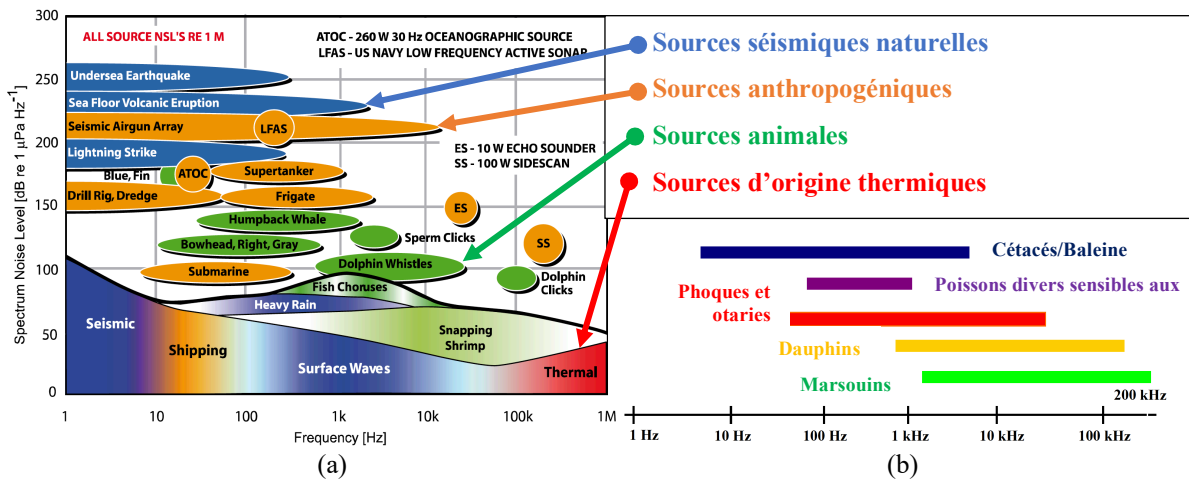 300
250
200
150
100
50
0
Spectrum Noise Level [dB re 1 µPa Hz-1]
ALL SOURCE NSL'S RE 1 M
ATOC - 260 W 30 Hz OCEANOGRAPHIC SOURCE
LFAS - US NAVY LOW FREQUENCY ACTIVE SONAR
Undersea Earthquake
Sea Floor Volcanic Eruption
Seismic Airgun Array
LFAS
Lightning Strike
ES - 10 W ECHO SOUNDER
SS - 100 W SIDESCAN
Blue, Fin
ATOC
Supertanker
Drill Rig, Dredge
Frigate
ES
Humpback Whale
Sperm Clicks
Bowhead, Right, Gray
SS
Submarine
Dolphin Whistles
Dolphin
Clicks
Fish Choruses
Heavy Rain
Seismic
Shipping
Snapping
Shrimp
Surface Waves
Thermal
1
10
100
1k
10k
100k
1M
Frequency [Hz]
(a)
Sources séismiques naturelles
Sources anthropogéniques
Sources animales
Sources d'origine thermiques
Cétacés/Baleine
Poissons divers sensibles aux
Phoques et
otaries
Dauphins
Marsouins
200 kHz
1 Hz
10 Hz
100 Hz
1 kHz
10 kHz
100 kHz
(b)